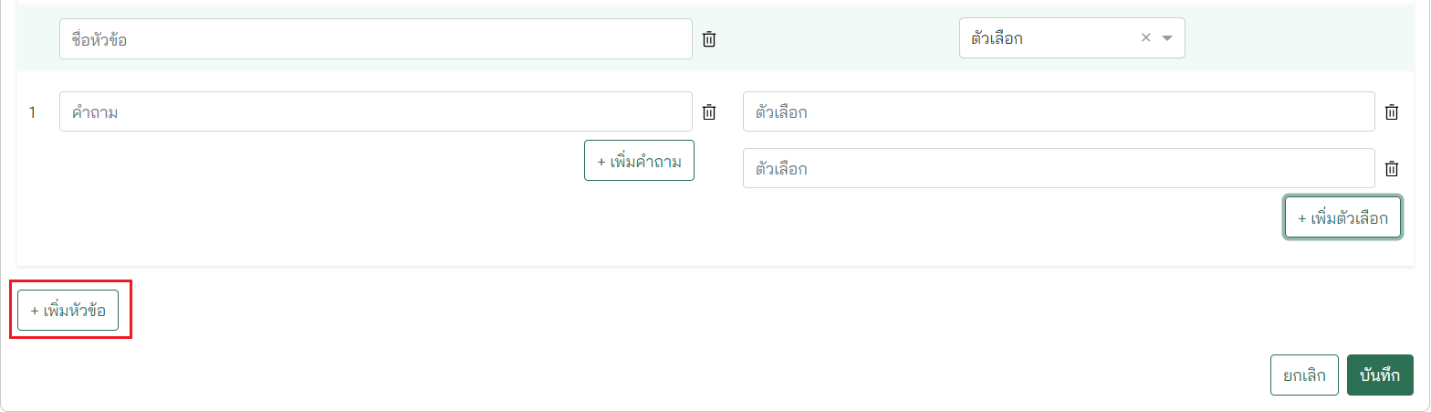 ชื่อหัวข้อ ตัวเลือก
1 คำถาม ตัวเลือก
+ เพิ่มคำถาม ตัวเลือก
+ เพิ่มตัวเลือก
+ เพิ่มหัวข้อ
ยกเลิก บันทึก